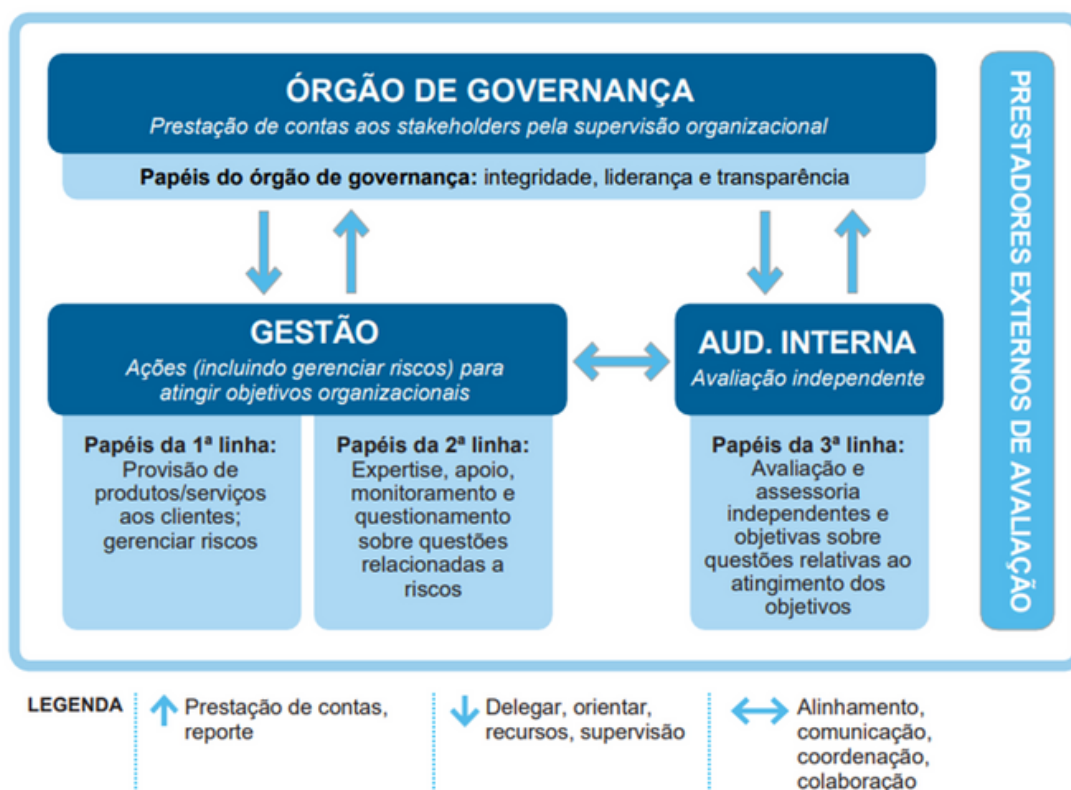 ÓRGÃO DE GOVERNANÇA
Prestação de contas aos stakeholders pela supervisão organizacional
Papéis do órgão de governança: integridade, liderança e transparência
GESTÃO
Ações (incluindo gerenciar riscos) para
atingir objetivos organizacionais
Papéis da 1ª linha:
Provisão de
produtos/serviços
aos clientes;
gerenciar riscos
Papéis da 2ª linha:
Expertise, apoio,
monitoramento e
questionamento
sobre questões
relacionadas a
riscos
AUD. INTERNA
Avaliação independente
Papéis da 3ª linha:
Avaliação e
assessoria
independentes e
objetivas sobre
questões relativas ao
atingimento dos
objetivos
PRESTADORES EXTERNOS DE AVALIAÇÃO
LEGENDA
Prestação de contas,
reporte
Delegar, orientar,
recursos, supervisão
Alinhamento,
comunicação,
coordenação,
colaboração